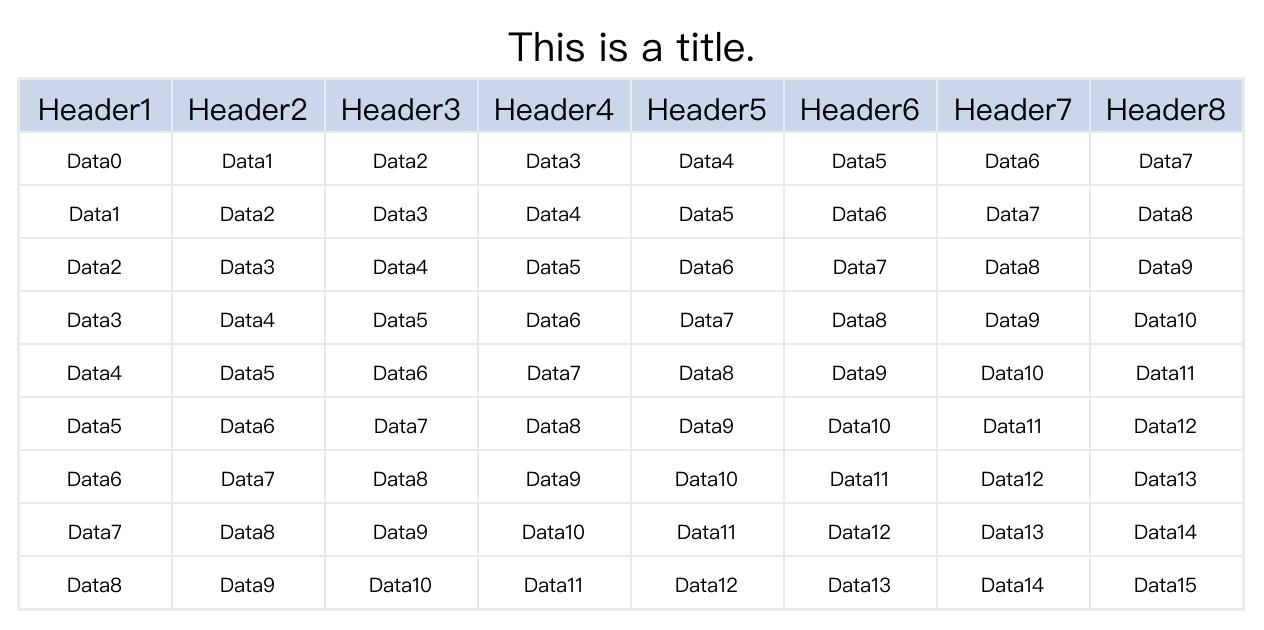 This is a title.
Header1 Header2 Header3 Header4 Header5 Header6 Header7 Header8
Data0 Data1 Data2 Data3 Data4 Data5 Data6 Data7
Data1 Data2 Data3 Data4 Data5 Data6 Data7 Data8
Data2 Data3 Data4 Data5 Data6 Data7 Data8 Data9
Data3 Data4 Data5 Data6 Data7 Data8 Data9 Data10
Data4 Data5 Data6 Data7 Data8 Data9 Data10 Data11
Data5 Data6 Data7 Data8 Data9 Data10 Data11 Data12
Data6 Data7 Data8 Data9 Data10 Data11 Data12 Data13
Data7 Data8 Data9 Data10 Data11 Data12 Data13 Data14
Data8 Data9 Data10 Data11 Data12 Data13 Data14 Data15